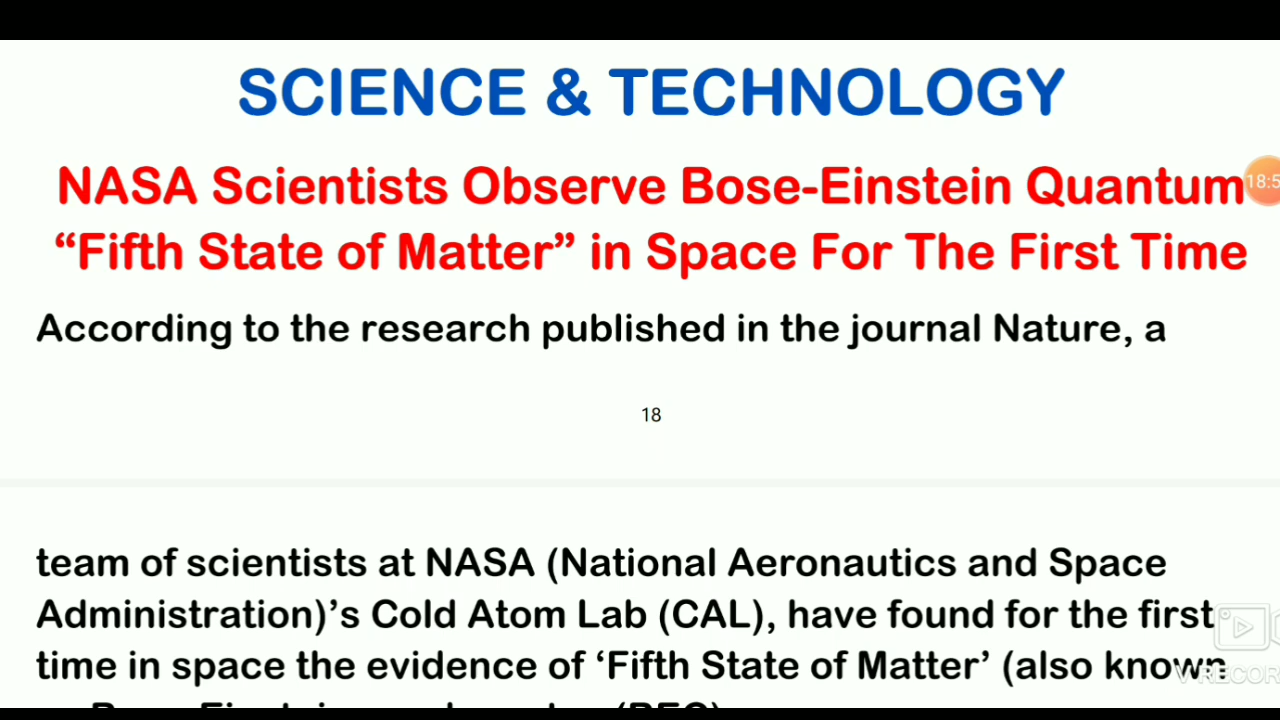 SCIENCE & TECHNOLOGY
NASA Scientists Observe Bose-Einstein Quantum
18:5
“Fifth State of Matter” in Space For The First Time
According to the research published in the journal Nature, a
18
team of scientists at NASA (National Aeronautics and Space
Administration)’s Cold Atom Lab (CAL), have found for the first
time in space the evidence of ‘Fifth State of Matter’ (also known
V RECOR